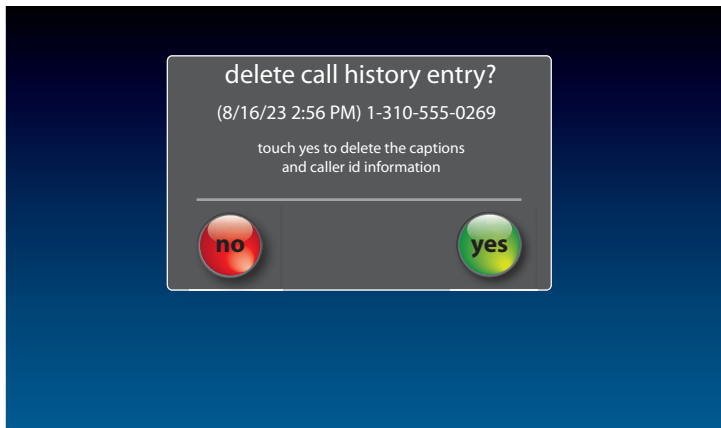 delete call history entry?
(8/16/23 2:56 PM) 1-310-555-0269
touch yes to delete the captions
and caller id information
no
yes